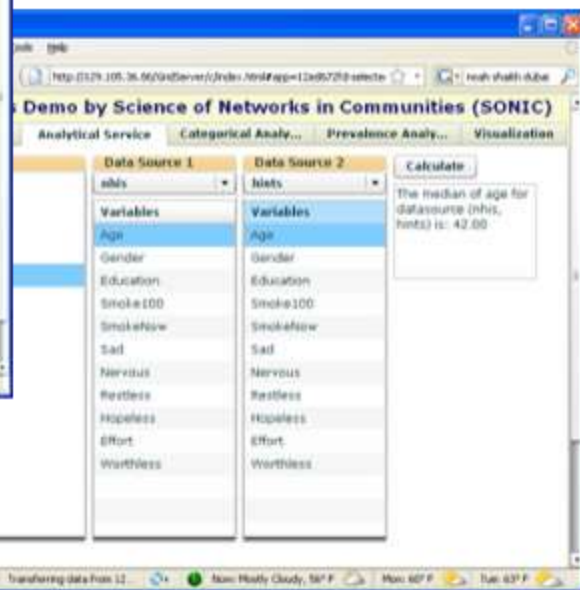 Help
s Demo by Science of Networks in Communities (SONIC)
Analytical Service Categorical Analy... Prevalence Analy... Visualization
Data Source 1 Data Source 2 Calculate
nhis hints
The median of age for
datasource (nhis,
hints) is: 42.00
Variables Variables
Age Age
Gender Gender
Education Education
Smoke100 Smoke100
SmokeNow SmokeNow
Sad Sad
Nervous Nervous
Restless Restless
Hopeless Hopeless
Effort Effort
Worthless Worthless
Transferring data from 12... Now: Mostly Cloudy, 56° F Mon: 60° F Tue: 63° F